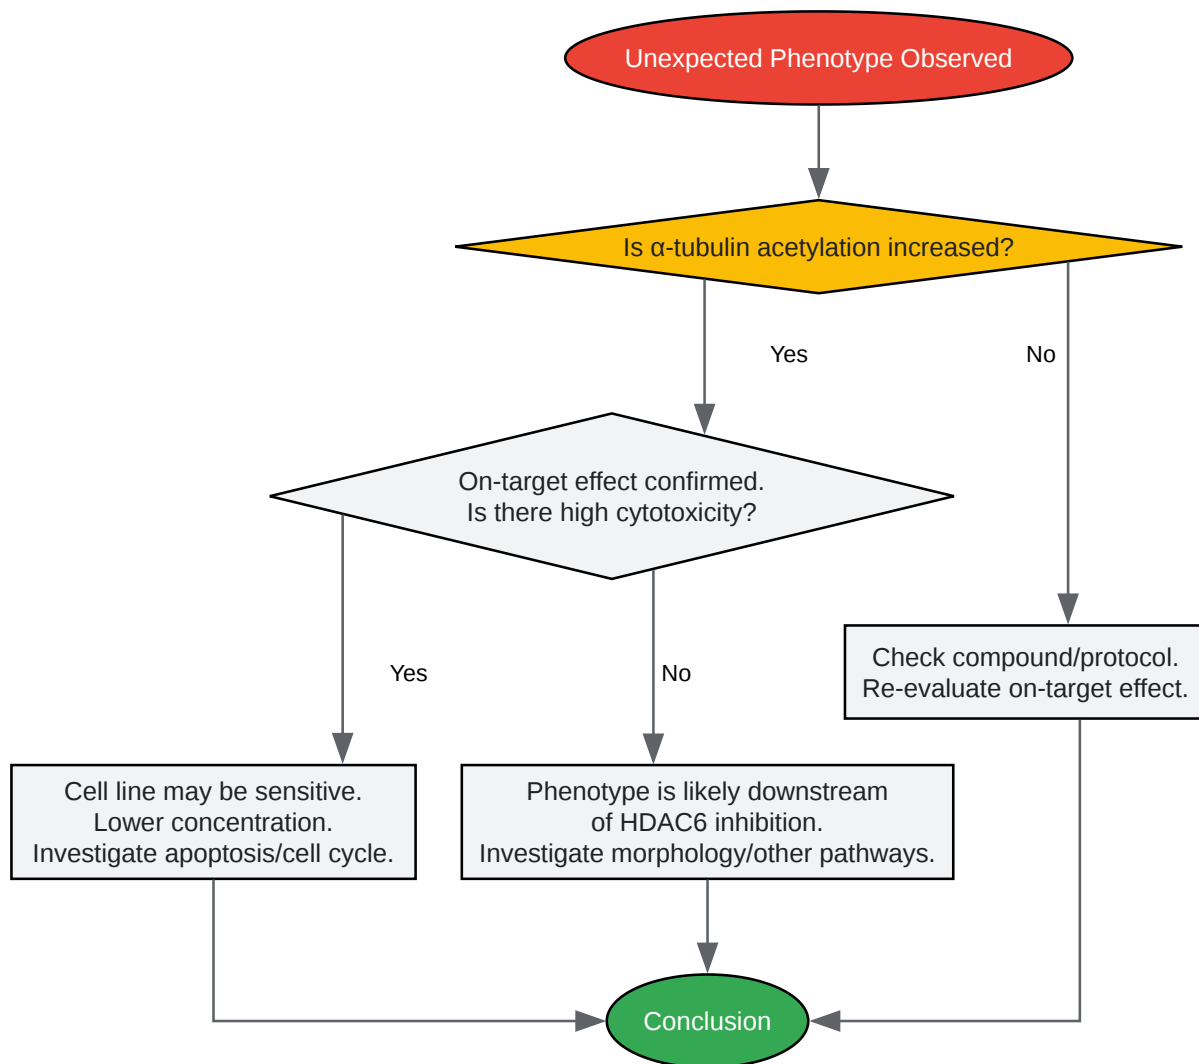 Unexpected Phenotype Observed
Is α-tubulin acetylation increased?
Yes
No
On-target effect confirmed.
Is there high cytotoxicity?
Yes
No
Check compound/protocol.
Re-evaluate on-target effect.
Cell line may be sensitive.
Lower concentration.
Investigate apoptosis/cell cycle.
Phenotype is likely downstream
of HDAC6 inhibition.
Investigate morphology/other pathways.
Conclusion